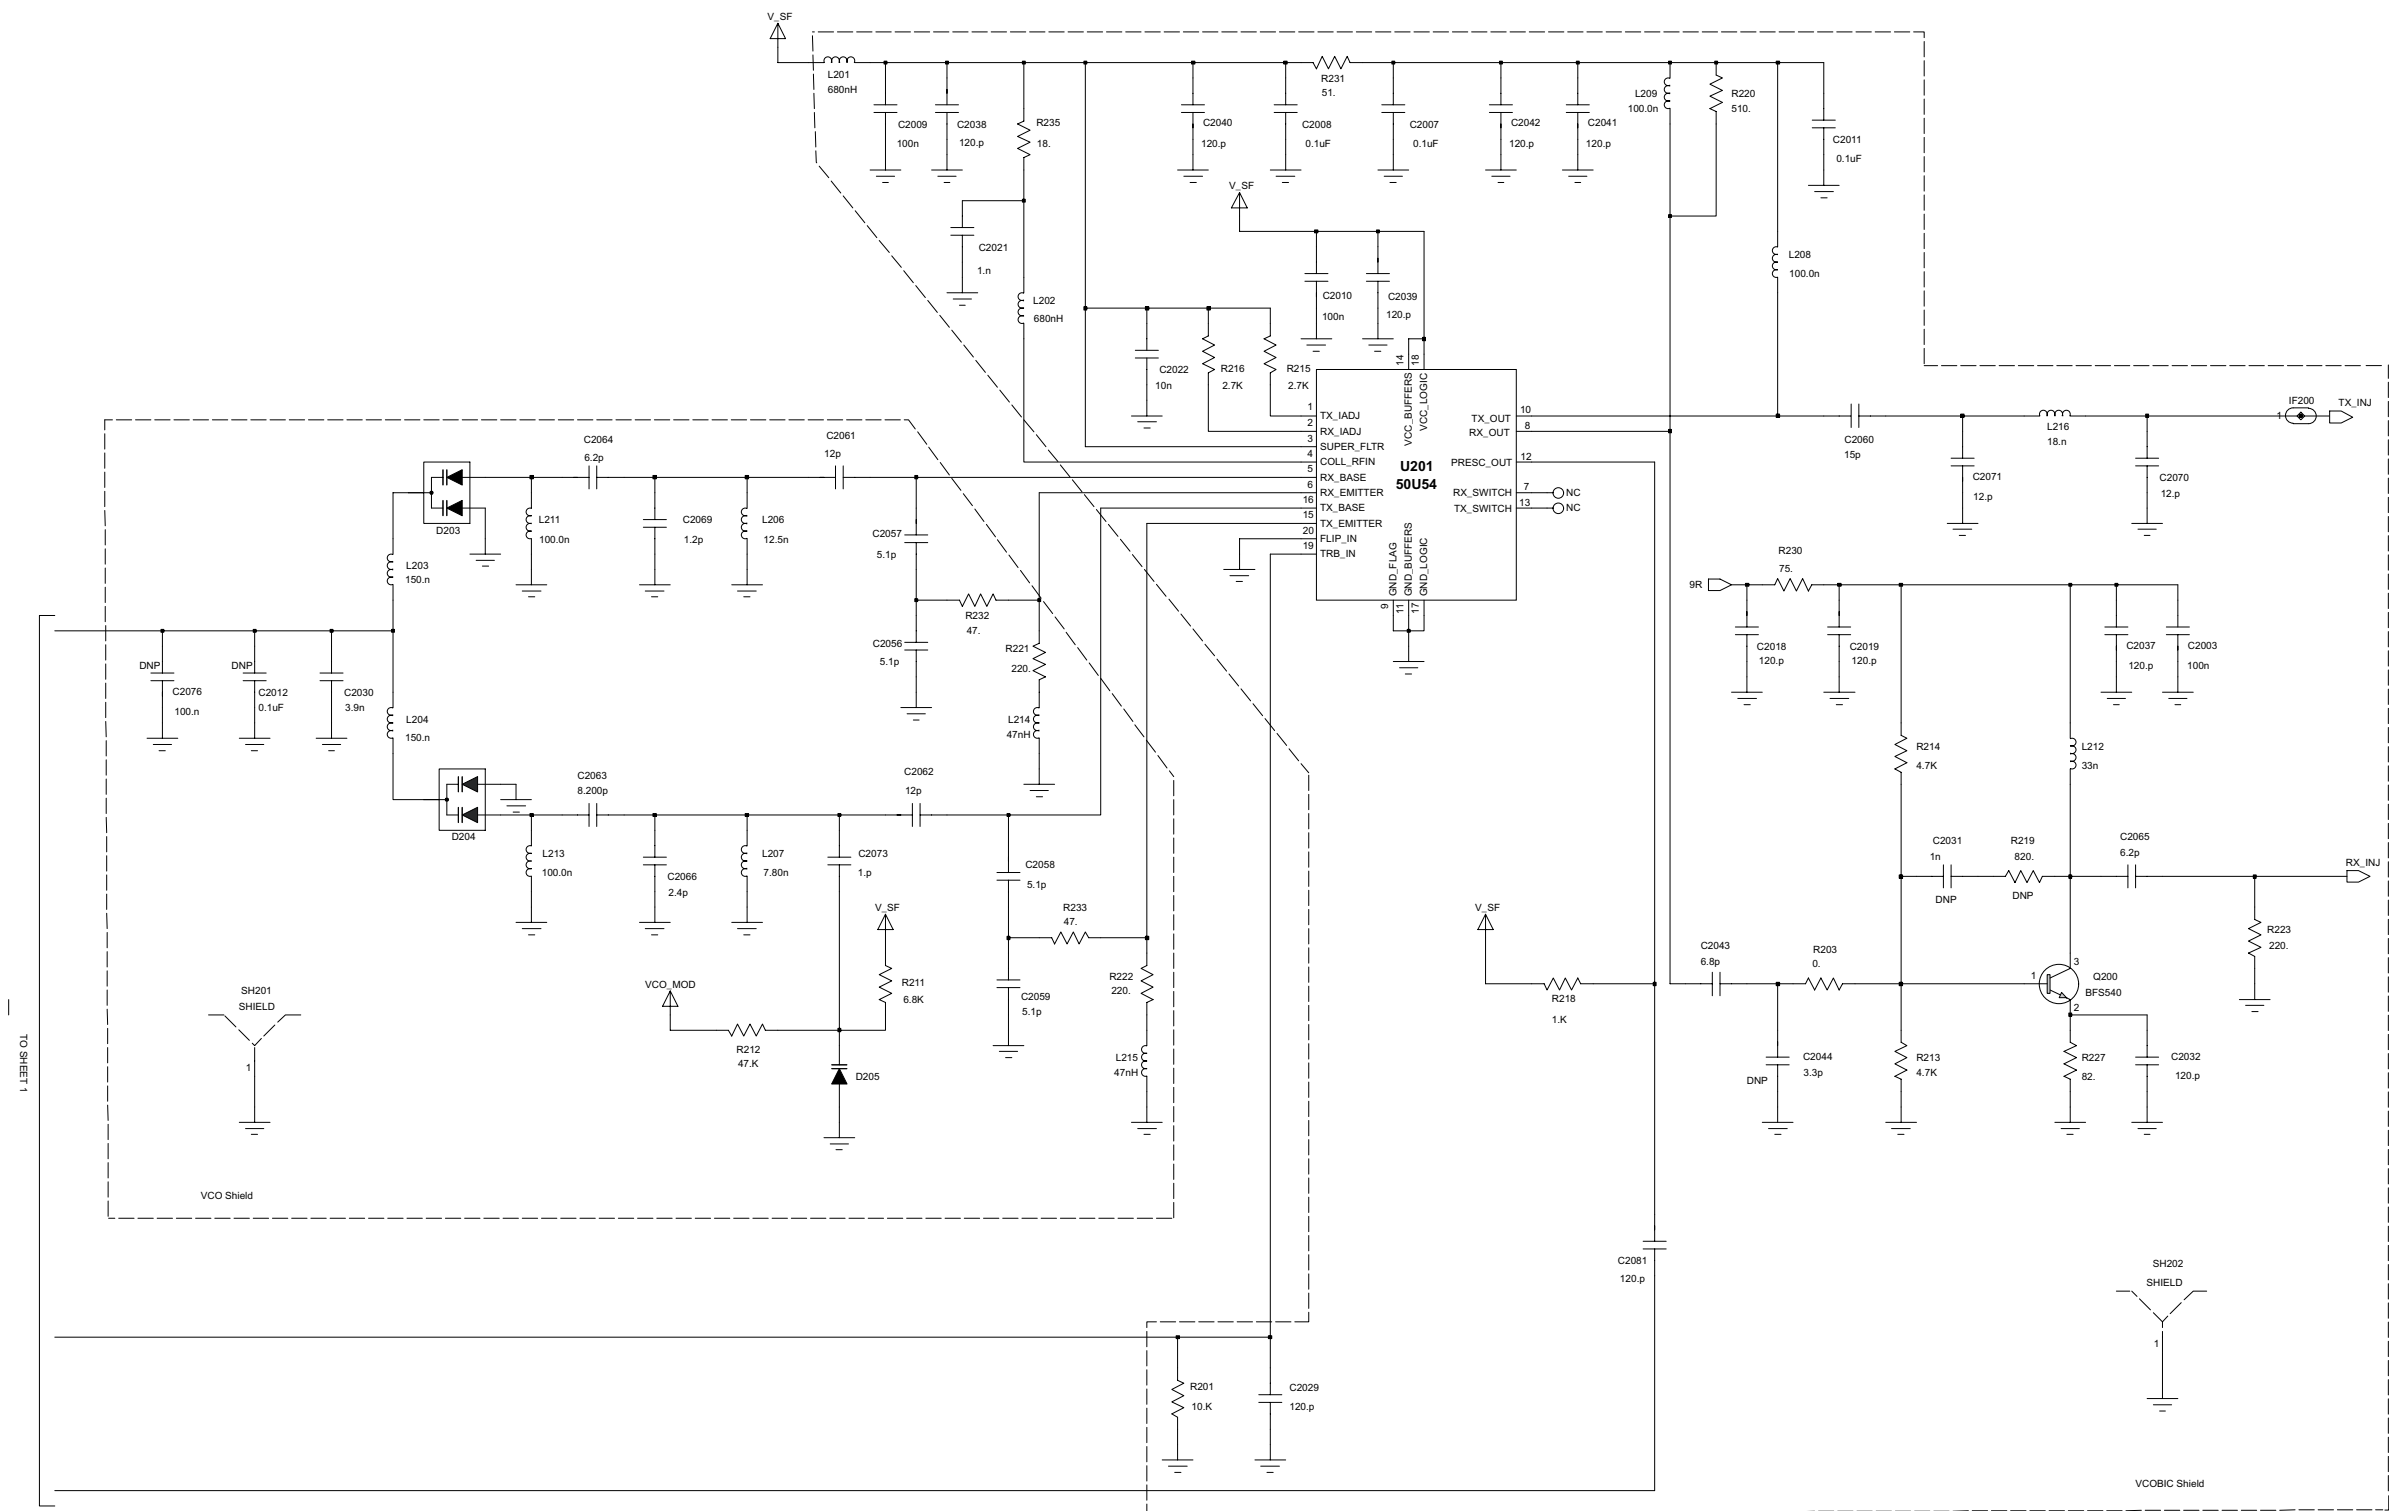 V_SF
L201
680nH
C2009
100n
C2038
120.p
R235
18.
C2040
120.p
C2008
0.1uF
R231
51.
C2007
0.1uF
C2042
120.p
C2041
120.p
L209
100.0n
R220
510.
C2011
0.1uF
V_SF
C2021
1.n
L202
680nH
C2010
100n
C2039
120.p
L208
100.0n
C2022
10n
R216
2.7K
R215
2.7K
14
18
VCC_BUFFERS
VCC_LOGIC
1 TX_IADJ
2 RX_IADJ
3 SUPER_FLTR
4 COLL_RFIN
5 RX_BASE
6 RX_EMITTER
16 TX_BASE
15 TX_EMITTER
20 FLIP_IN
19 TRB_IN
U201
50U54
TX_OUT 10
RX_OUT 8
PRESC_OUT 12
RX_SWITCH 7 NC
TX_SWITCH 13 NC
GND_FLAG
GND_BUFFERS
GND_LOGIC
9
11
17
C2060
15p
L216
18.n
C2071
12.p
C2070
12.p
1
IF200
TX_INJ
C2064
6.2p
C2061
12p
D203
L211
100.0n
C2069
1.2p
L206
12.5n
C2057
5.1p
L203
150.n
R232
47.
C2056
5.1p
R221
220.
L214
47nH
DNP
C2076
100.n
DNP
C2012
0.1uF
C2030
3.9n
L204
150.n
9R
R230
75.
C2018
120.p
C2019
120.p
C2037
120.p
C2003
100n
R214
4.7K
L212
33n
C2063
8.200p
C2062
12p
D204
L213
100.0n
C2066
2.4p
L207
7.80n
C2073
1.p
C2058
5.1p
R233
47.
V_SF
R211
6.8K
C2059
5.1p
R222
220.
L215
47nH
VCO_MOD
R212
47.K
D205
C2031
1n
DNP
R219
820.
DNP
C2065
6.2p
RX_INJ
R223
220.
V_SF
R218
1.K
C2043
6.8p
R203
0.
1
3
2
Q200
BFS540
DNP
C2044
3.3p
R213
4.7K
R227
82.
C2032
120.p
SH201
SHIELD
1
TO SHEET 1
VCO Shield
C2081
120.p
SH202
SHIELD
1
R201
10.K
C2029
120.p
VCOBIC Shield